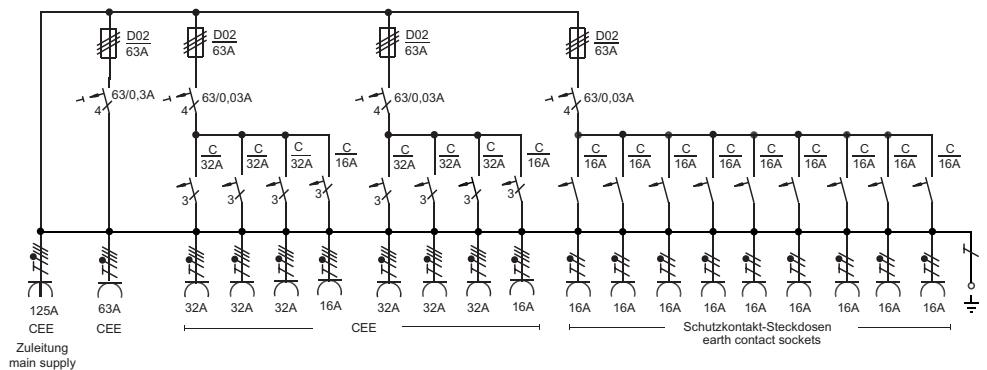 D02 D02 D02 D02
63A 63A 63A 63A
63/0,3A 63/0,03A 63/0,03A 63/0,03A
4 4 4 4
C C C C C C C C C C C C C C C C C
32A 32A 32A 16A 32A 32A 32A 16A 16A 16A 16A 16A 16A 16A 16A 16A 16A
3 3 3 3 3 3 3 3
125A 63A 32A 32A 32A 16A 32A 32A 32A 16A 16A 16A 16A 16A 16A 16A 16A 16A 16A
CEE CEE CEE Schutzkontakt-Steckdosen
Zuleitung earth contact sockets
main supply